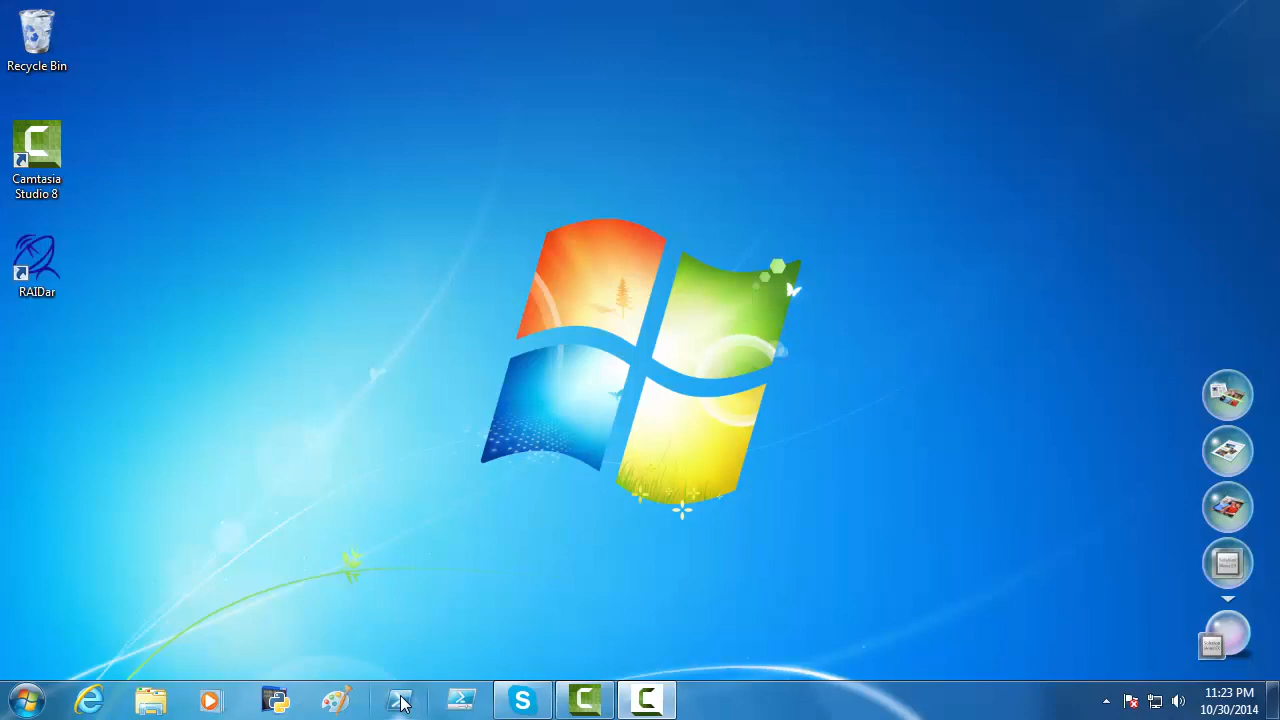 Recycle Bin
Camtasia
Studio 8
RAIDar
11:23 PM
10/30/2014